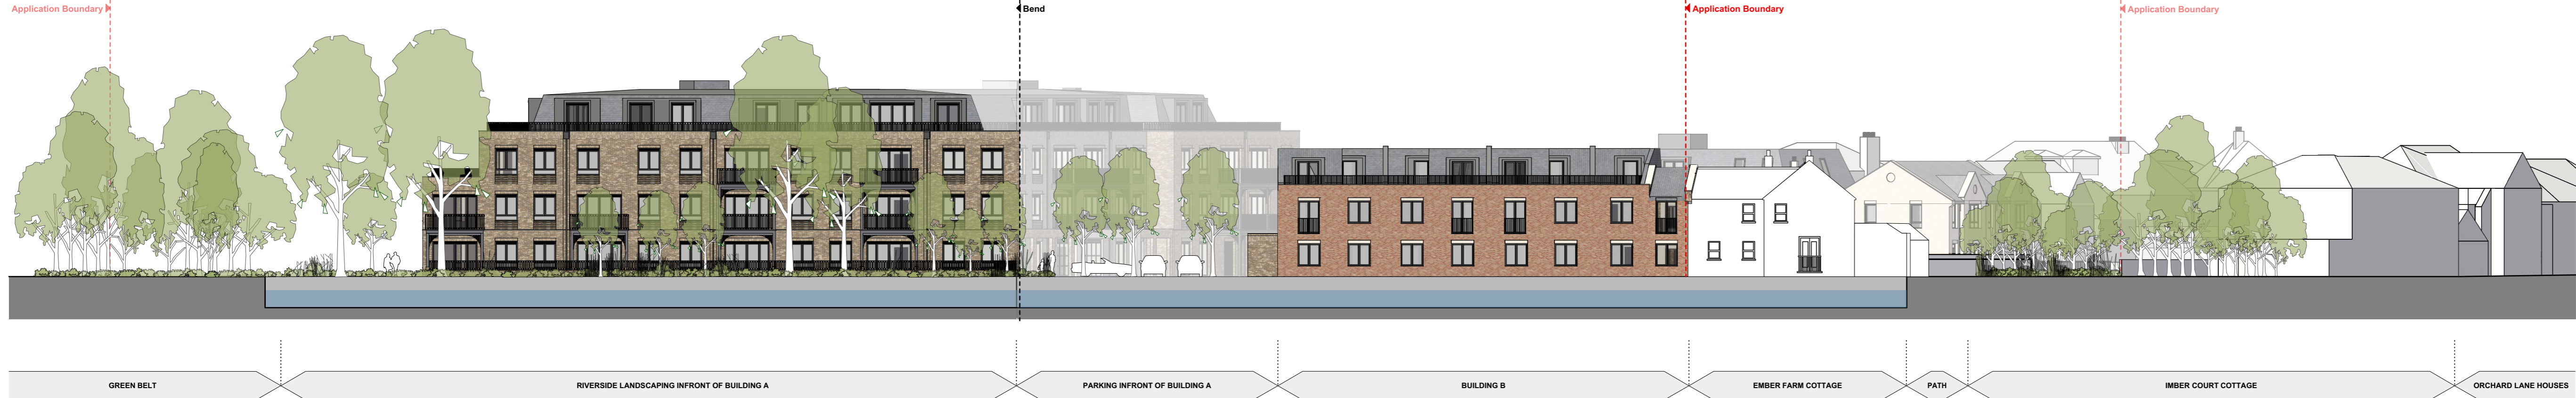 Application Boundary
Bend
Application Boundary
Application Boundary
GREEN BELT
RIVERSIDE LANDSCAPING INFRONT OF BUILDING A
PARKING INFRONT OF BUILDING A
BUILDING B
EMBER FARM COTTAGE
PATH
IMBER COURT COTTAGE
ORCHARD LANE HOUSES